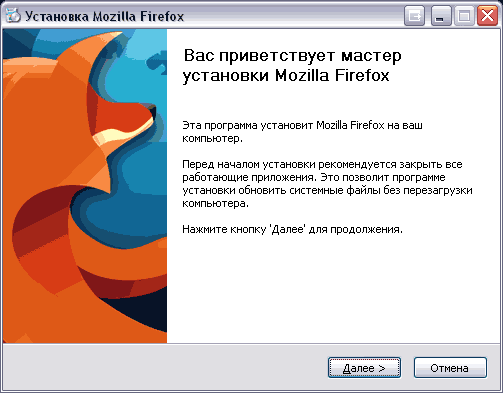 Установка Mozilla Firefox
Вас приветствует мастер
установки Mozilla Firefox
Эта программа установит Mozilla Firefox на ваш
компьютер.
Перед началом установки рекомендуется закрыть все
работающие приложения. Это позволит программе
установки обновить системные файлы без перезагрузки
компьютера.
Нажмите кнопку 'Далее' для продолжения.
Далее >
Отмена